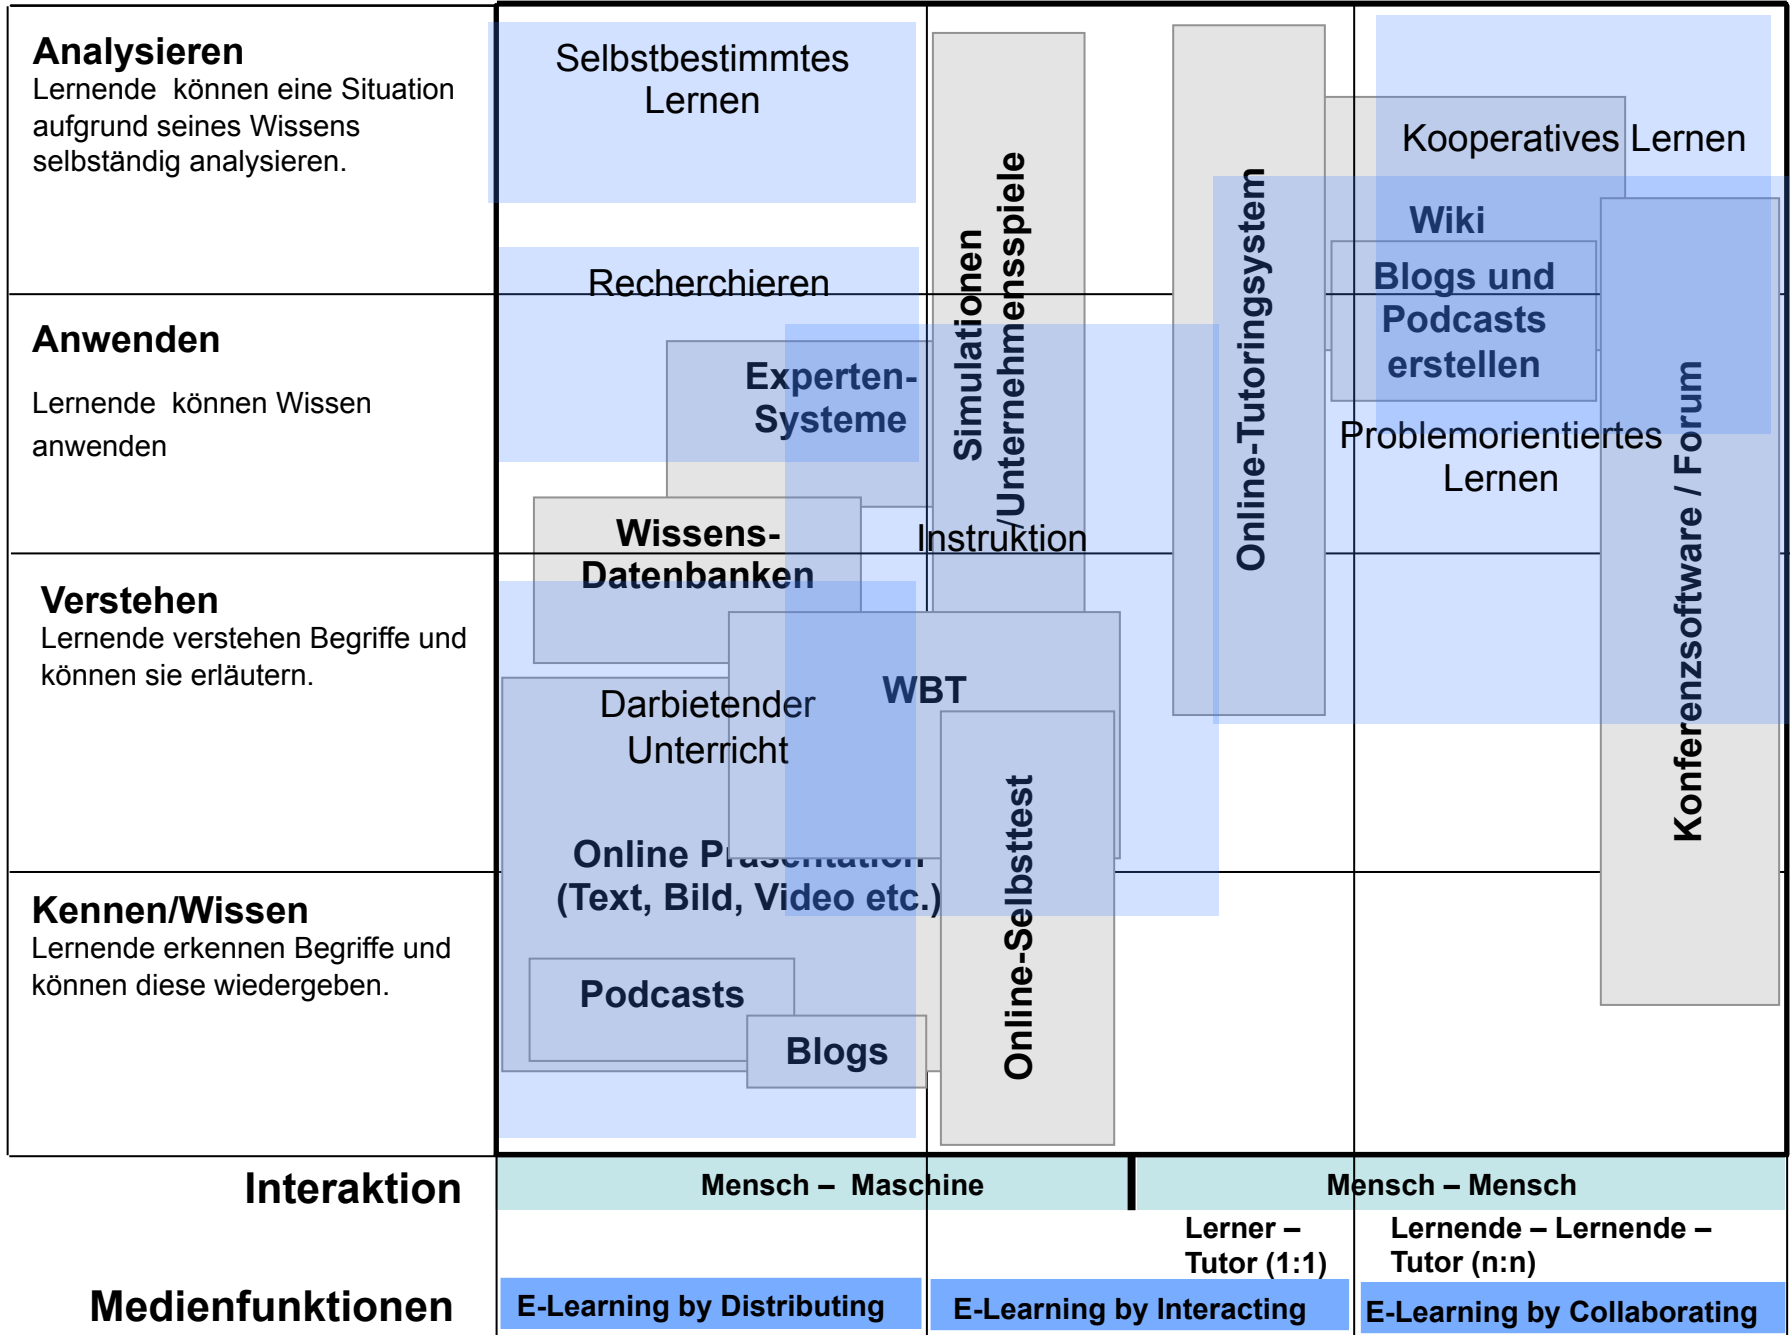 Analysieren
Lernende können eine Situation
aufgrund seines Wissens
selbständig analysieren.
Selbstbestimmtes
Lernen
Simulationen
/Unternehmensspiele
Online-Tutoringsystem
Kooperatives Lernen
Wiki
Blogs und
Podcasts
erstellen
Recherchieren
Anwenden
Lernende können Wissen
anwenden
Experten-
Systeme
Problemorientiertes
Lernen
Konferenzsoftware / Forum
Wissens-
Datenbanken
Instruktion
Verstehen
Lernende verstehen Begriffe und
können sie erläutern.
WBT
Darbietender
Unterricht
Online-Selbsttest
Online Präsentation
(Text, Bild, Video etc.)
Kennen/Wissen
Lernende erkennen Begriffe und
können diese wiedergeben.
Podcasts
Blogs
Interaktion
Mensch – Maschine
Mensch – Mensch
Lerner –
Tutor (1:1)
Lernende – Lernende –
Tutor (n:n)
Medienfunktionen
E-Learning by Distributing
E-Learning by Interacting
E-Learning by Collaborating